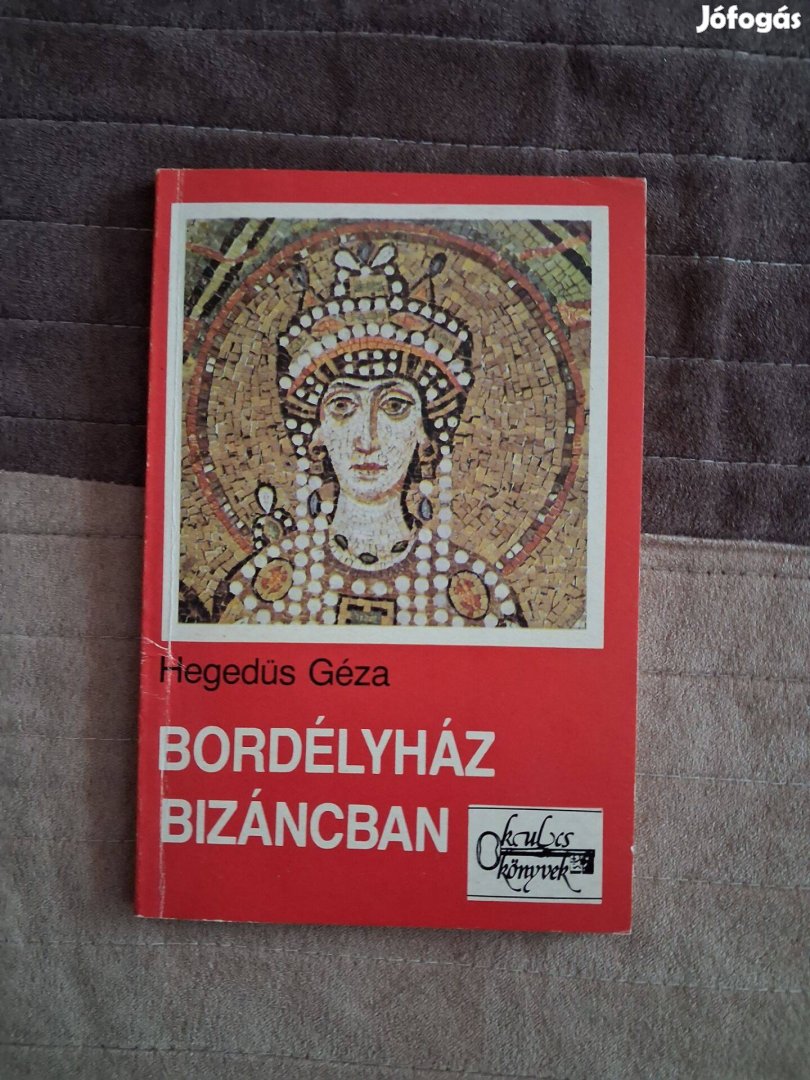 Jófogás
Hegedüs Géza
BORDÉLYHÁZ
BIZÁNCBAN
kulcs
könyvek